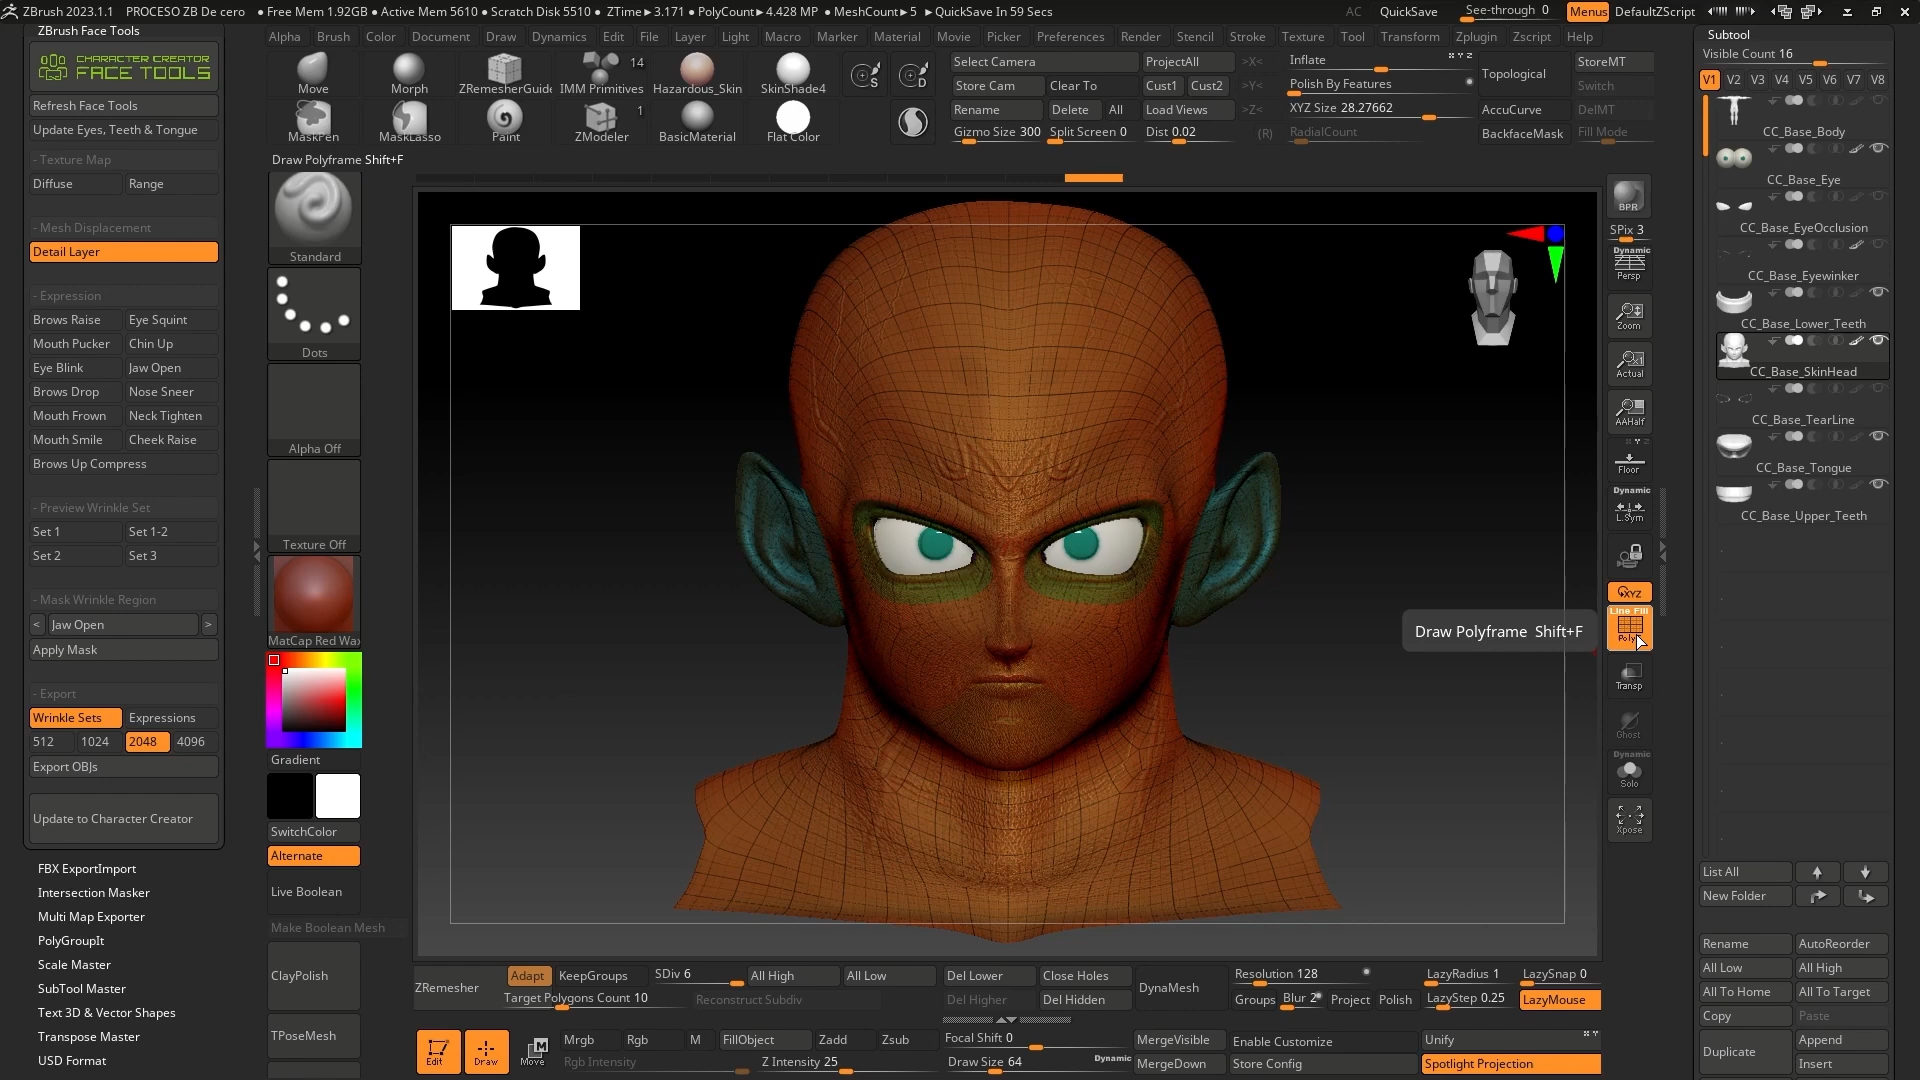 ZBrush 2023.1.1 PROCESO ZB De cero ● Free Mem 1.92GB ● Active Mem 5610 ● Scratch Disk 5510 ● ZTime►3.171 ● PolyCount►4.428 MP ● MeshCount►5 ►QuickSave In 59 Secs AC QuickSave See-through 0 Menus DefaultZScript
Alpha Brush Color Document Draw Dynamics Edit File Layer Light Macro Marker Material Movie Picker Preferences Render Stencil Stroke Texture Tool Transform Zplugin Zscript Help
ZBrush Face Tools
CHARACTER CREATOR
FACE TOOLS
Refresh Face Tools
Update Eyes, Teeth & Tongue
- Texture Map
Diffuse Range
- Mesh Displacement
Detail Layer
- Expression
Brows Raise Eye Squint
Mouth Pucker Chin Up
Eye Blink Jaw Open
Brows Drop Nose Sneer
Mouth Frown Neck Tighten
Mouth Smile Cheek Raise
Brows Up Compress
- Preview Wrinkle Set
Set 1 Set 1-2
Set 2 Set 3
- Mask Wrinkle Region
< Jaw Open >
Apply Mask
- Export
Wrinkle Sets Expressions
512 1024 2048 4096
Export OBJs
Update to Character Creator
FBX ExportImport
Intersection Masker
Multi Map Exporter
PolyGroupIt
Scale Master
SubTool Master
Text 3D & Vector Shapes
Transpose Master
USD Format
Move Morph ZRemesherGuide 14 IMM Primitives Hazardous_Skin SkinShade4
MaskPen MaskLasso Paint 1 ZModeler BasicMaterial Flat Color
S D
Select Camera ProjectAll >X<
Store Cam Clear To Cust1 Cust2 >Y<
Rename Delete All Load Views >Z<
Gizmo Size 300 Split Screen 0 Dist 0.02 (R)
Inflate
Polish By Features
XYZ Size 28.27662
RadialCount
Topological StoreMT
Switch
AccuCurve DelMT
BackfaceMask Fill Mode
Draw Polyframe Shift+F
Standard
Dots
Alpha Off
Texture Off
MatCap Red Wax
Gradient
SwitchColor
Alternate
Live Boolean
Make Boolean Mesh
ClayPolish
TPoseMesh
Draw Polyframe Shift+F
BPR
SPix 3
Dynamic
Persp
Zoom
Actual
AAHalf
Floor
Dynamic
L.Sym
XYZ
Line Fill
Transp
Ghost
Dynamic
Solo
Xpose
Subtool
Visible Count 16
V1 V2 V3 V4 V5 V6 V7 V8
CC_Base_Body
CC_Base_Eye
CC_Base_EyeOcclusion
CC_Base_Eyewinker
CC_Base_Lower_Teeth
CC_Base_SkinHead
CC_Base_TearLine
CC_Base_Tongue
CC_Base_Upper_Teeth
List All
New Folder
Rename AutoReorder
All Low All High
All To Home All To Target
Copy Paste
Duplicate Append
Insert
ZRemesher Adapt KeepGroups SDiv 6 All High All Low Del Lower Close Holes DynaMesh Resolution 128 LazyRadius 1 LazySnap 0
Target Polygons Count 10 Reconstruct Subdiv Del Higher Del Hidden Groups Blur 2 Project Polish LazyStep 0.25 LazyMouse
Edit Draw Move Mrgb Rgb M FillObject Zadd Zsub Focal Shift 0 MergeVisible Enable Customize Unify
Rgb Intensity Z Intensity 25 Draw Size 64 Dynamic MergeDown Store Config Spotlight Projection